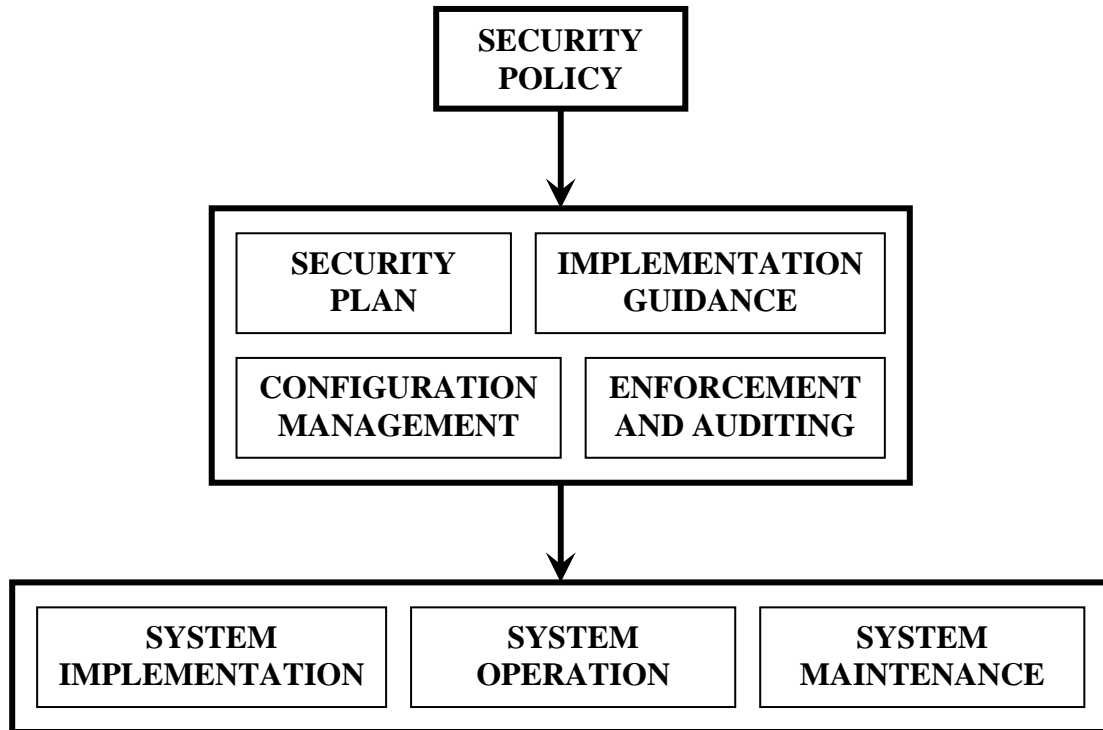 SECURITY
POLICY
SECURITY
PLAN
IMPLEMENTATION
GUIDANCE
CONFIGURATION
MANAGEMENT
ENFORCEMENT
AND AUDITING
SYSTEM
IMPLEMENTATION
SYSTEM
OPERATION
SYSTEM
MAINTENANCE